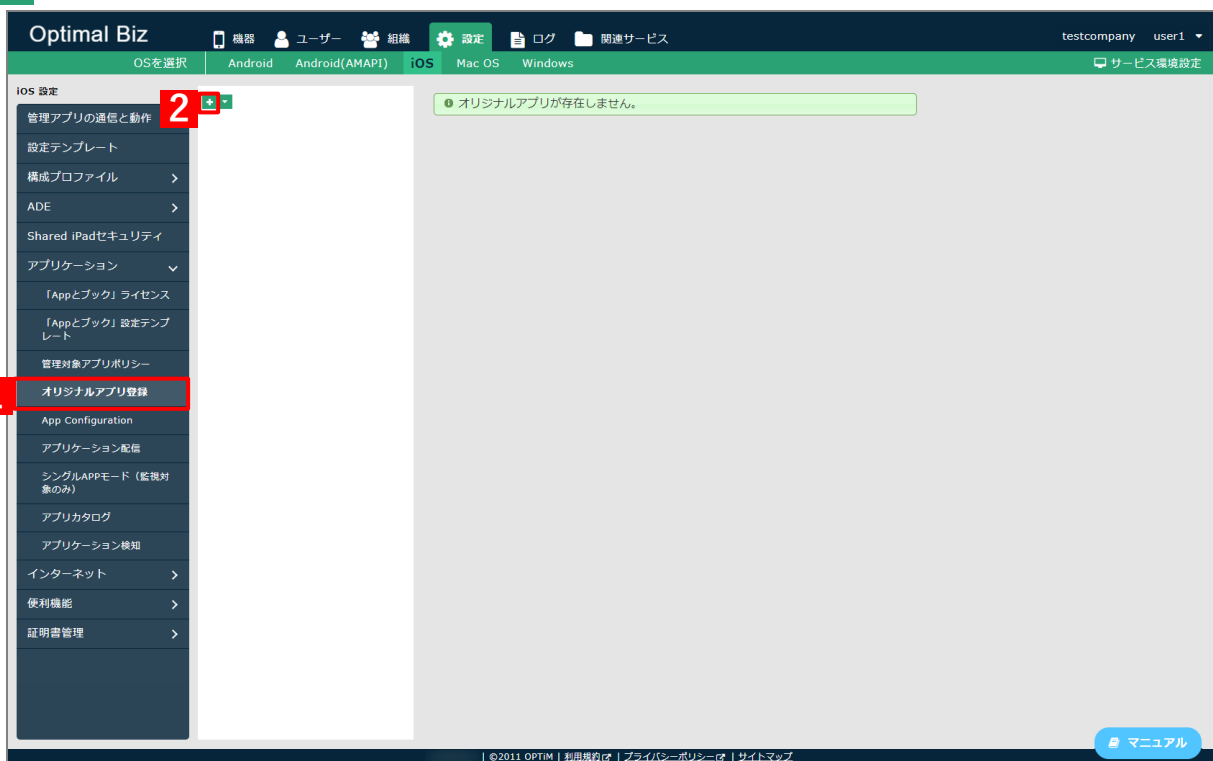 Optimal Biz
機器 ユーザー 組織 設定 ログ 関連サービス
testcompany user1
OSを選択 Android Android(AMAPI) iOS Mac OS Windows
サービス環境設定
iOS 設定
管理アプリの通信と動作
2
オリジナルアプリが存在しません。
設定テンプレート
構成プロファイル
ADE
Shared iPadセキュリティ
アプリケーション
「Appとブック」ライセンス
「Appとブック」設定テンプ
レート
管理対象アプリポリシー
オリジナルアプリ登録
App Configuration
アプリケーション配信
シングルAPPモード（監視対
象のみ）
アプリカタログ
アプリケーション検知
インターネット
便利機能
証明書管理
マニュアル
| ©2011 OPTiM | 利用規約 | プライバシーポリシー | サイトマップ